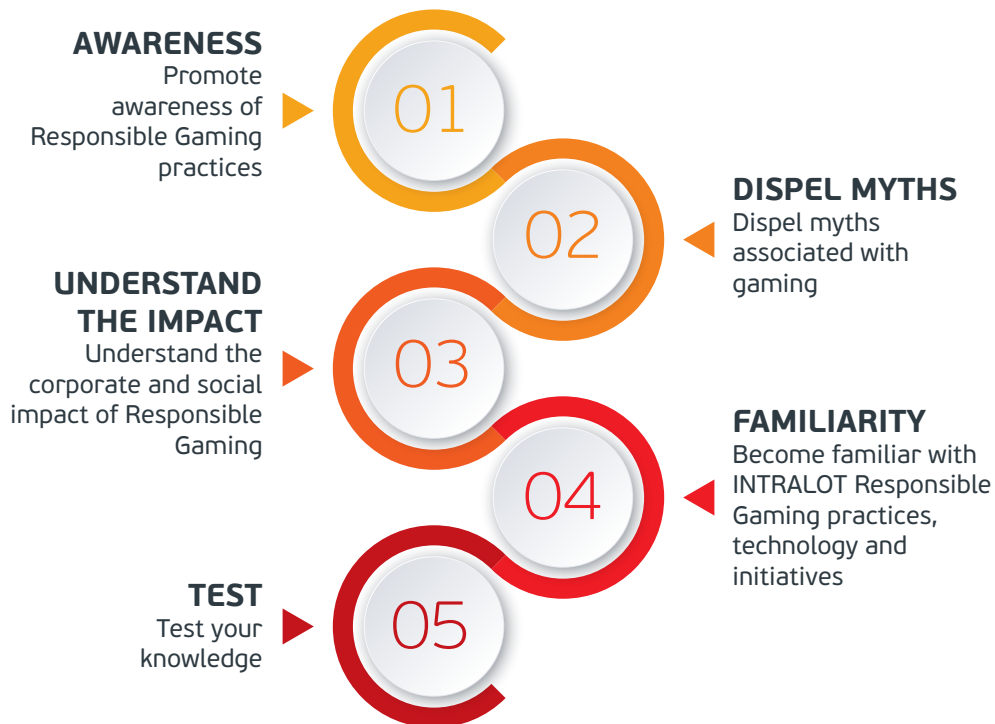 AWARENESS
Promote
awareness of
Responsible Gaming
practices
01
02
DISPEL MYTHS
Dispel myths
associated with
gaming
UNDERSTAND
THE IMPACT
Understand the
corporate and social
impact of Responsible
Gaming
03
04
FAMILIARITY
Become familiar with
INTRALOT Responsible
Gaming practices,
technology and
initiatives
TEST
Test your
knowledge
05